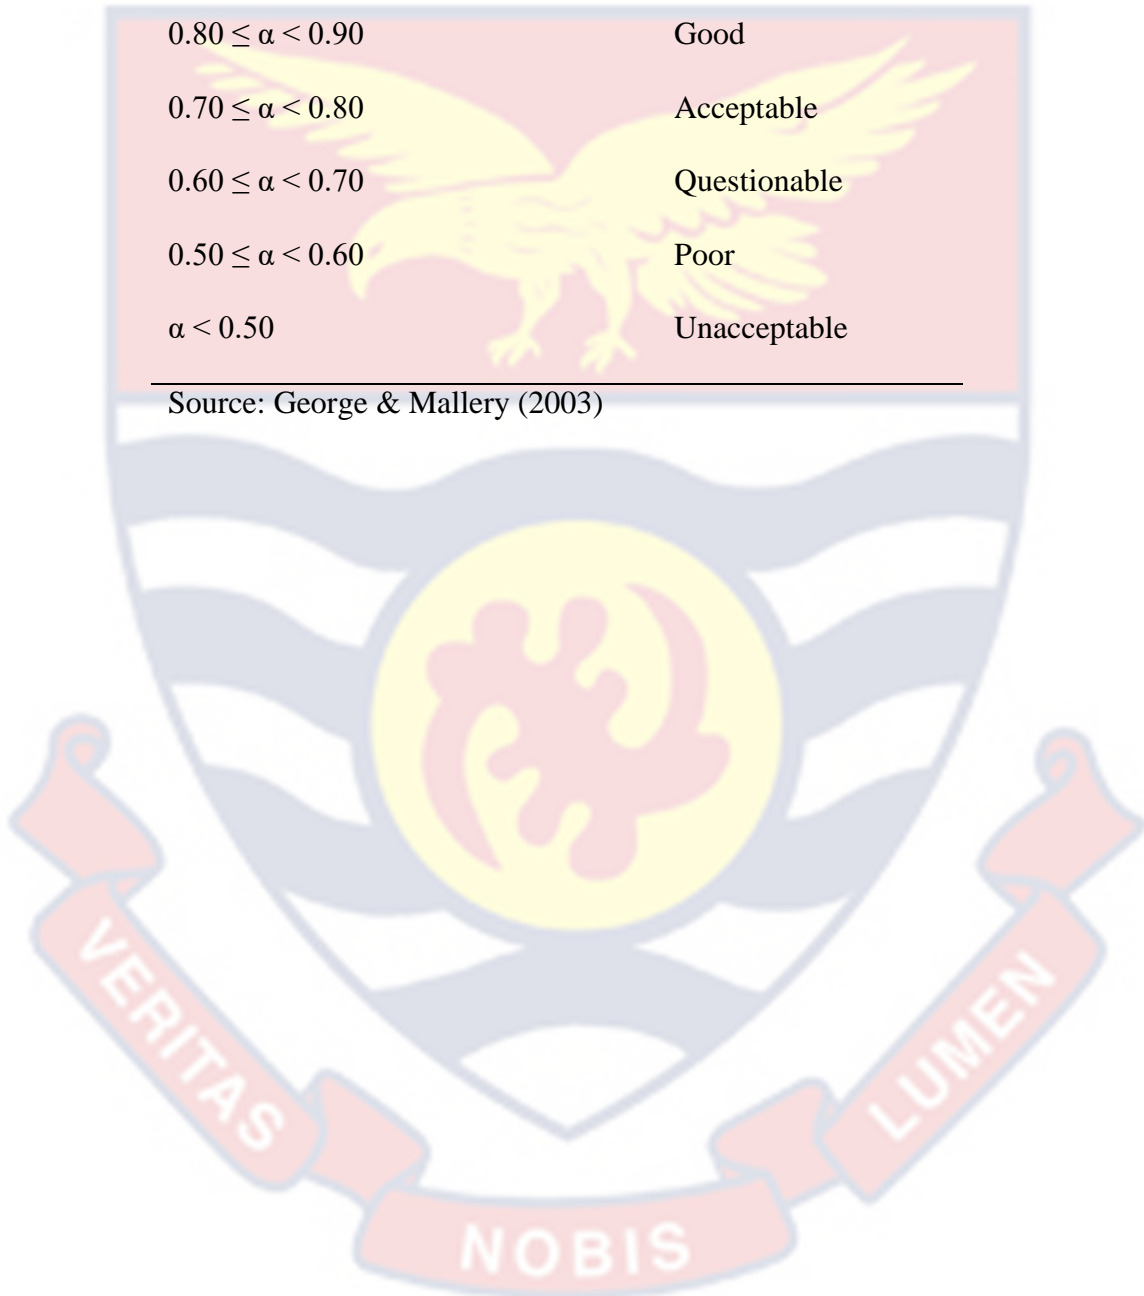 0.80 ≤ α < 0.90 Good
0.70 ≤ α < 0.80 Acceptable
0.60 ≤ α < 0.70 Questionable
0.50 ≤ α < 0.60 Poor
α < 0.50 Unacceptable
Source: George & Mallery (2003)
VERITAS
NOBIS
LUMEN